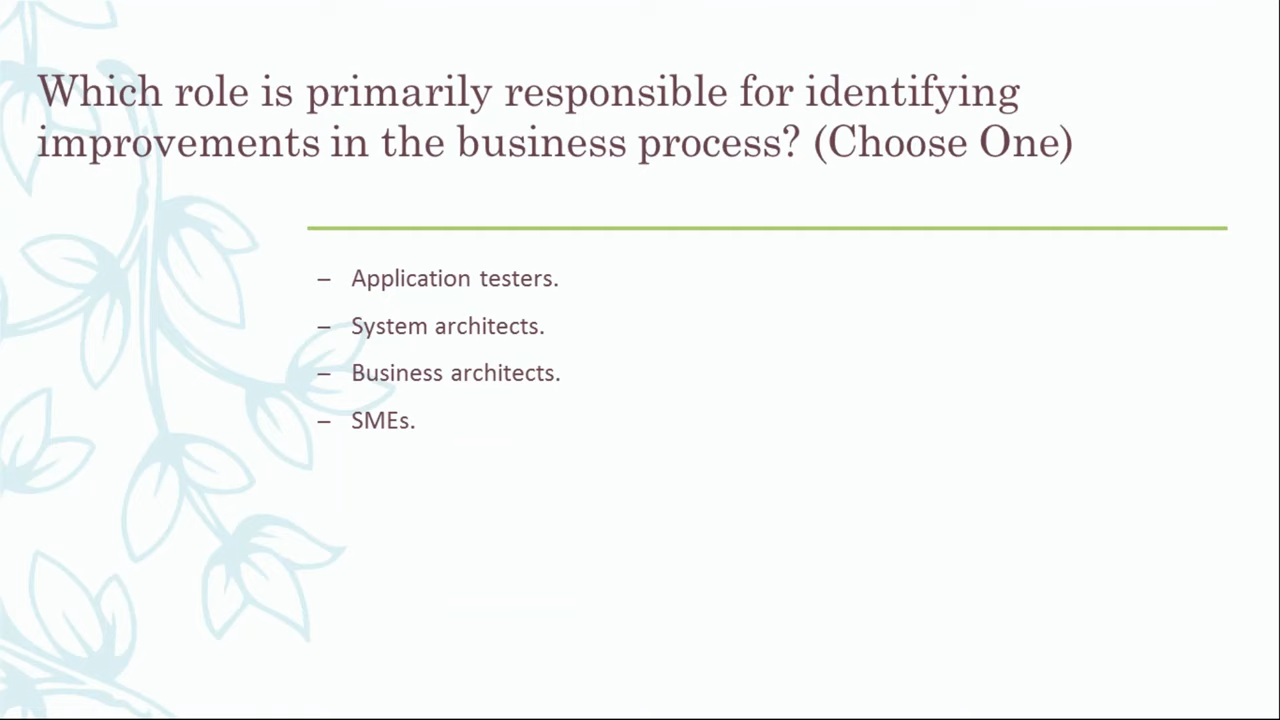 Which role is primarily responsible for identifying
improvements in the business process? (Choose One)
– Application testers.
– System architects.
– Business architects.
– SMEs.